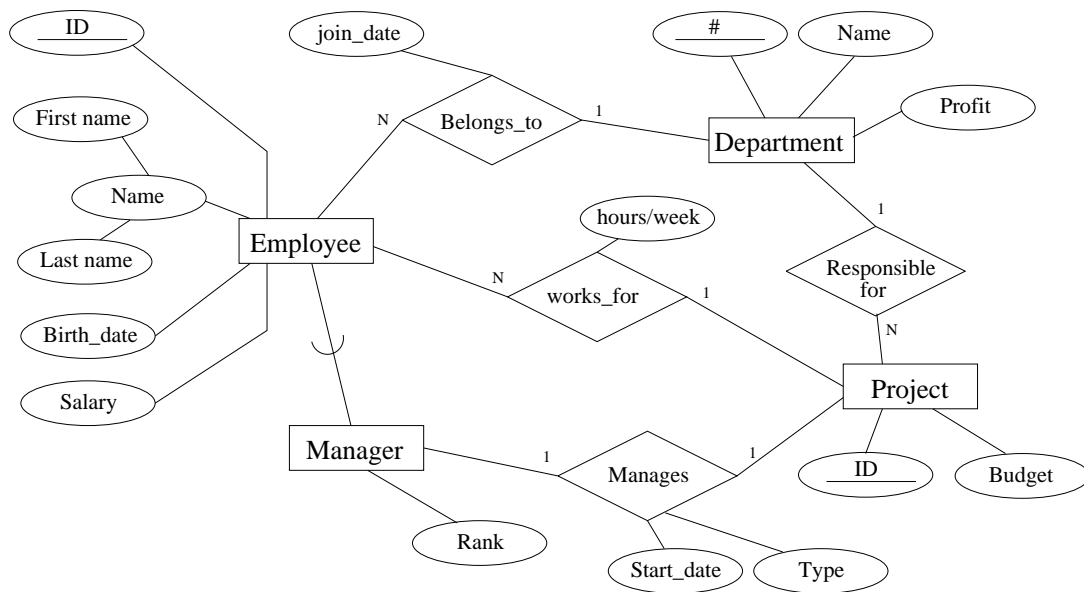 ID
join_date
#
Name
First name
Profit
N
Belongs_to
1
Department
Name
hours/week
1
Employee
Last name
Responsible
for
N
works_for
1
Birth_date
N
Salary
Project
Manager
1
Manages
1
ID
Budget
Rank
Start_date
Type